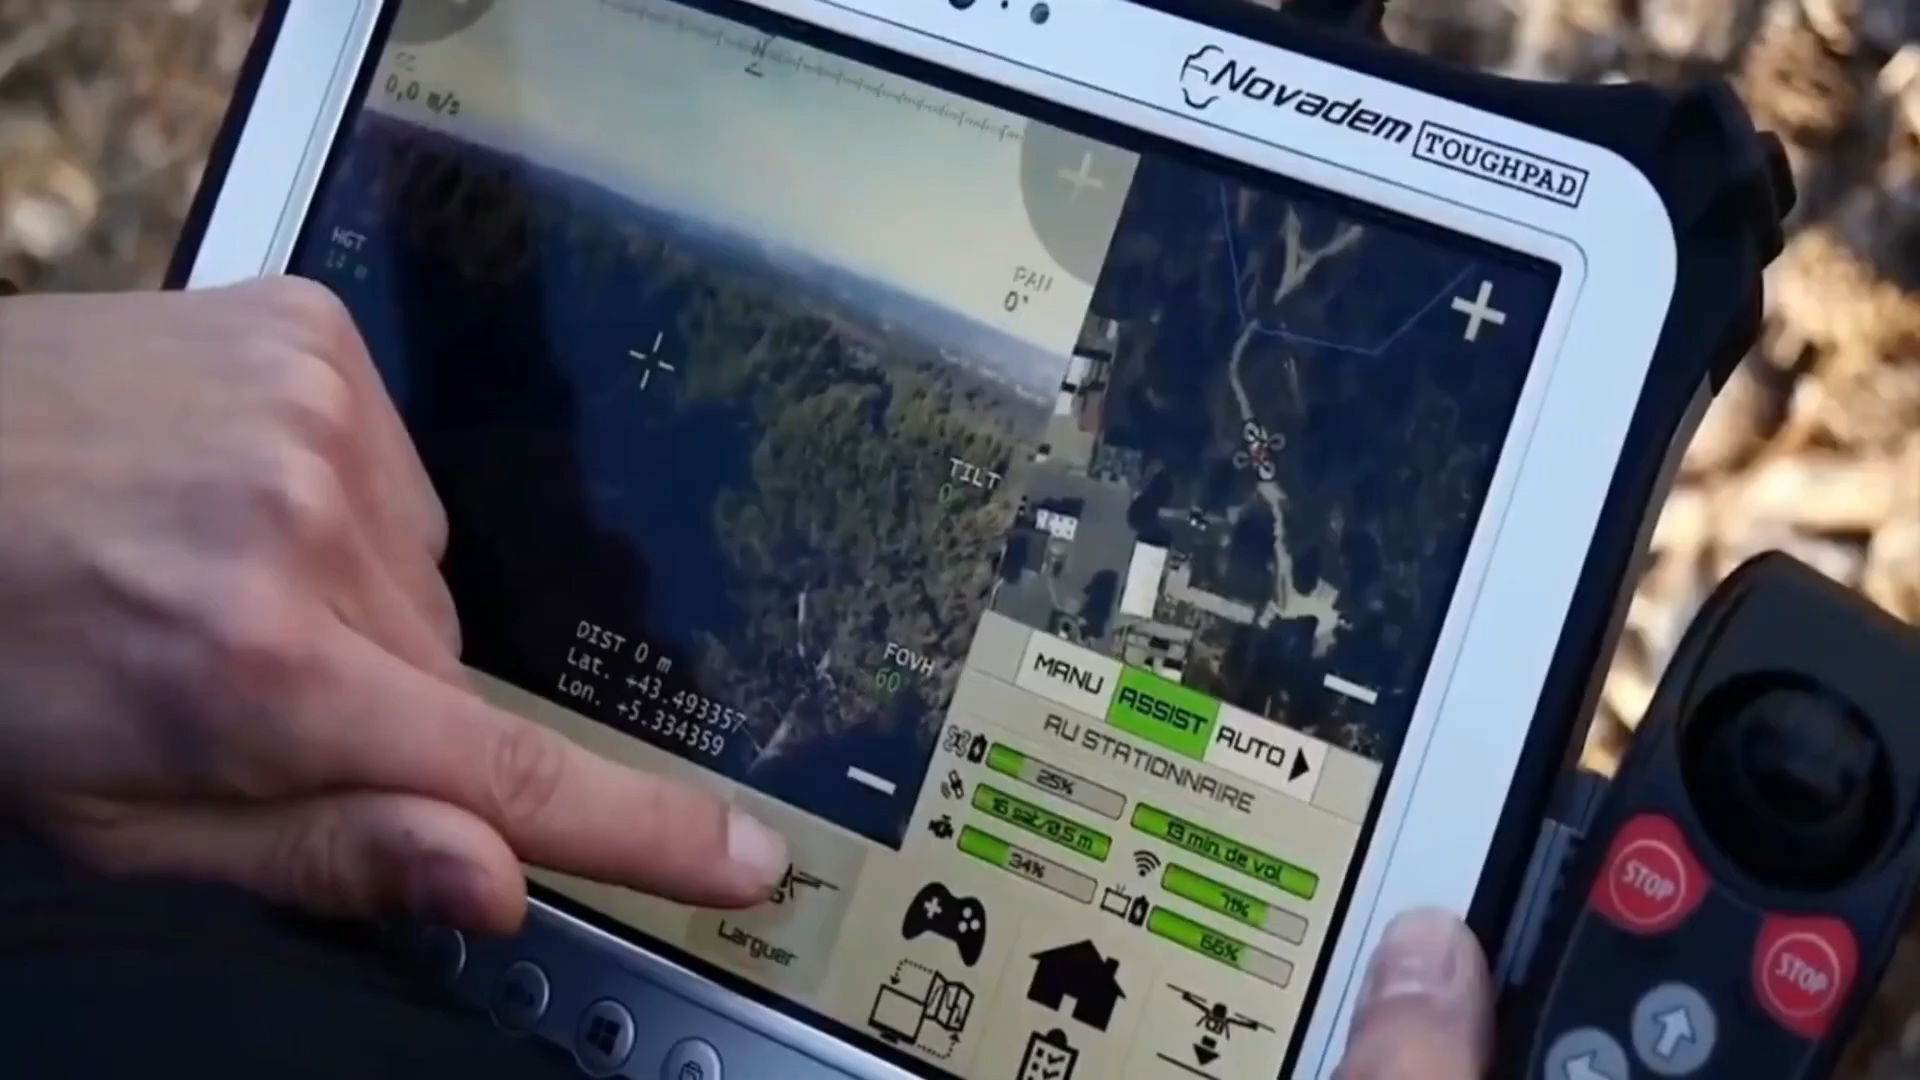 Novadem TOUGHPAD
N
0,0 m/s
HGT
14 m
PAN
0°
TILT
0°
DIST 0 m
Lat. +43.493357
Lon. +5.334359
FOVH
60
MANU ASSIST AUTO
AU STATIONNAIRE
25%
16 sat/0,5 m
13 min. de vol
34%
71%
66%
Larguer
STOP
STOP